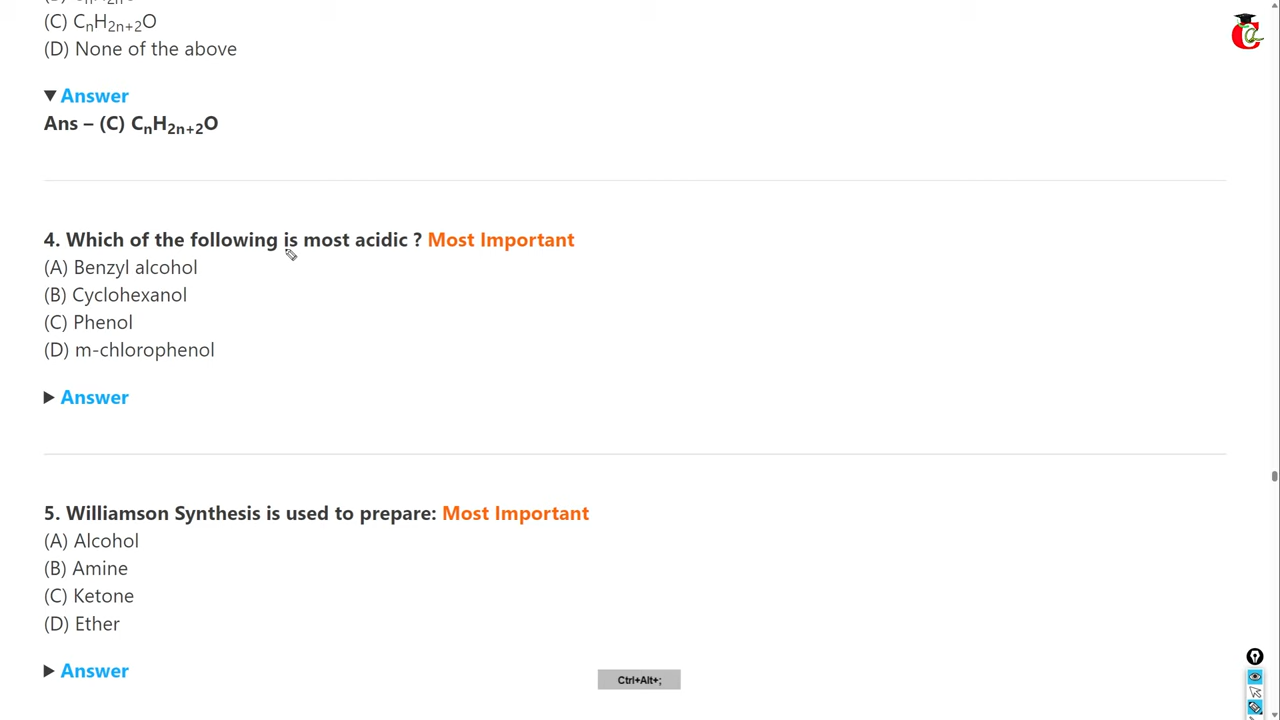 (C) CnH2n+2O
(D) None of the above
▼ Answer
Ans – (C) CnH2n+2O
4. Which of the following is most acidic ? Most Important
(A) Benzyl alcohol
(B) Cyclohexanol
(C) Phenol
(D) m-chlorophenol
▶ Answer
5. Williamson Synthesis is used to prepare: Most Important
(A) Alcohol
(B) Amine
(C) Ketone
(D) Ether
▶ Answer
Ctrl+Alt+;